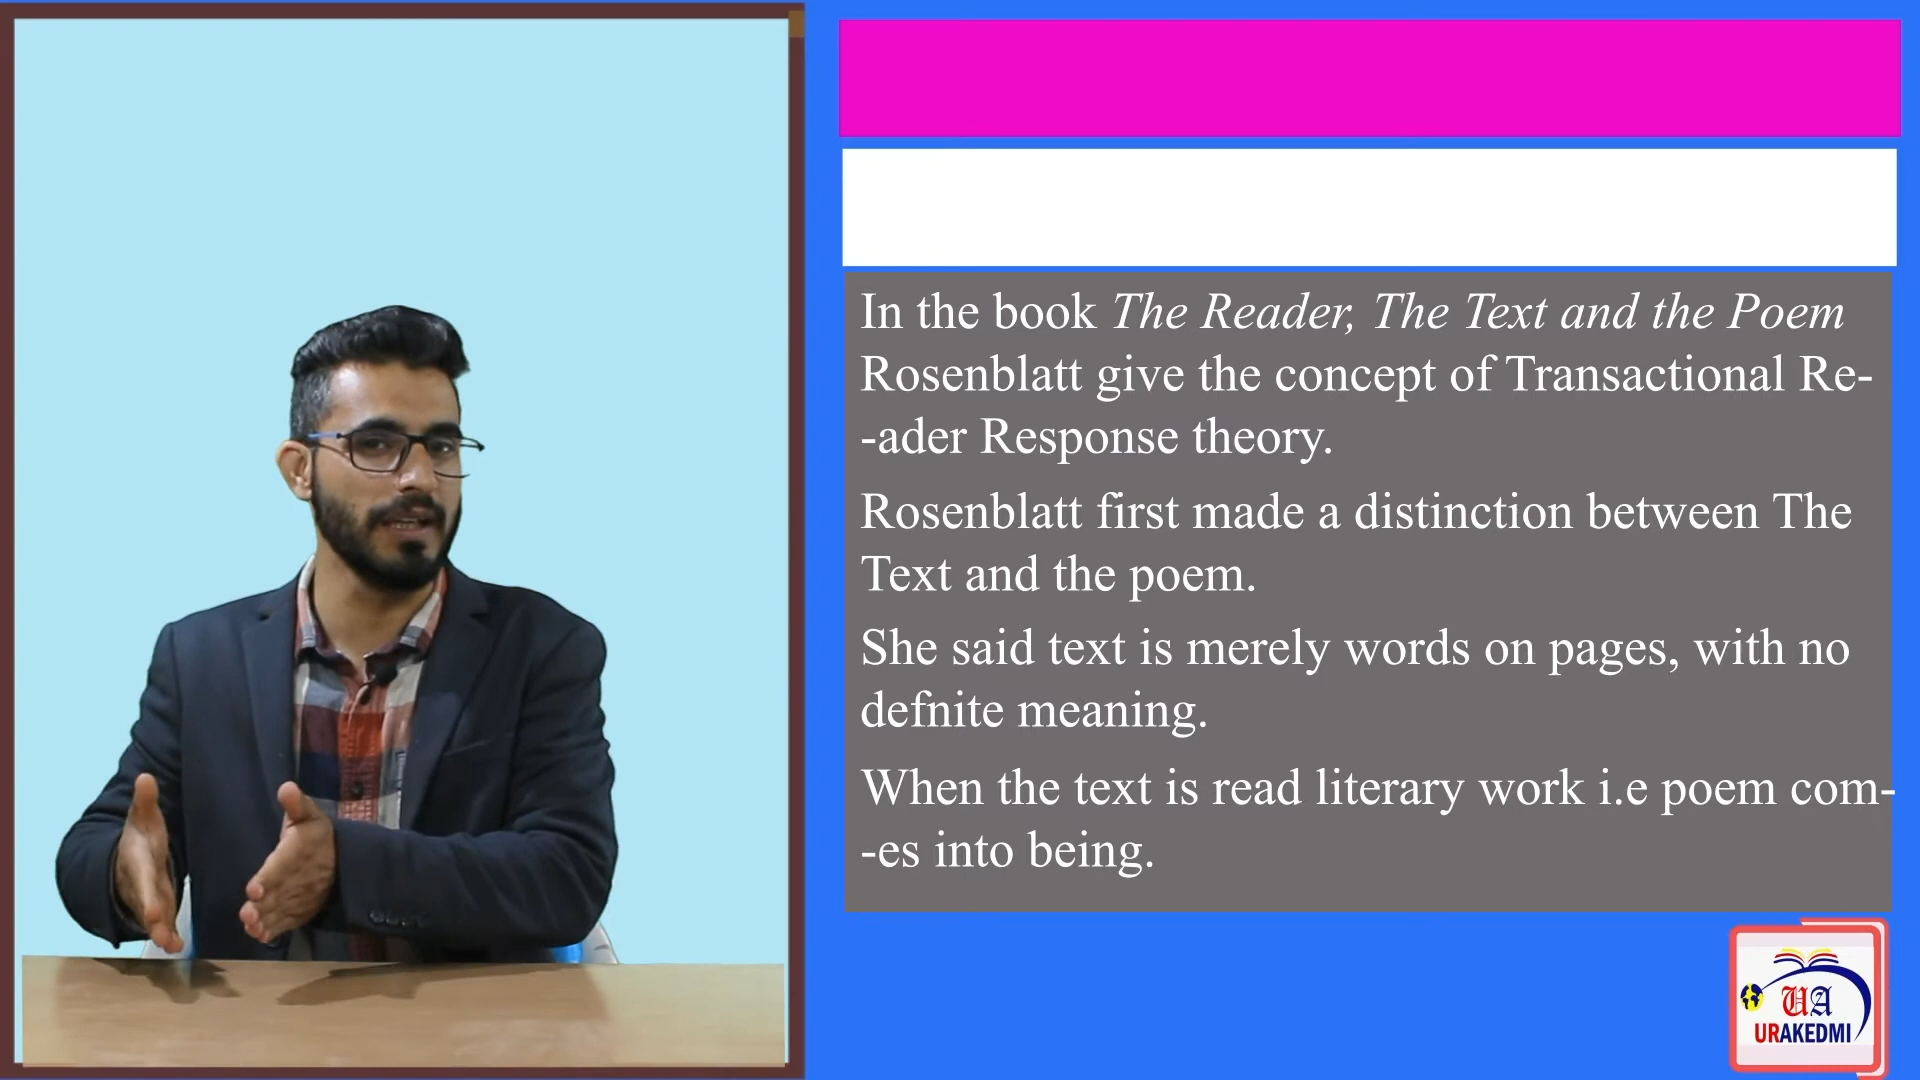 In the book The Reader, The Text and the Poem
Rosenblatt give the concept of Transactional Re-
-ader Response theory.
Rosenblatt first made a distinction between The
Text and the poem.
She said text is merely words on pages, with no
defnite meaning.
When the text is read literary work i.e poem com-
-es into being.
UA
URAKEDMI